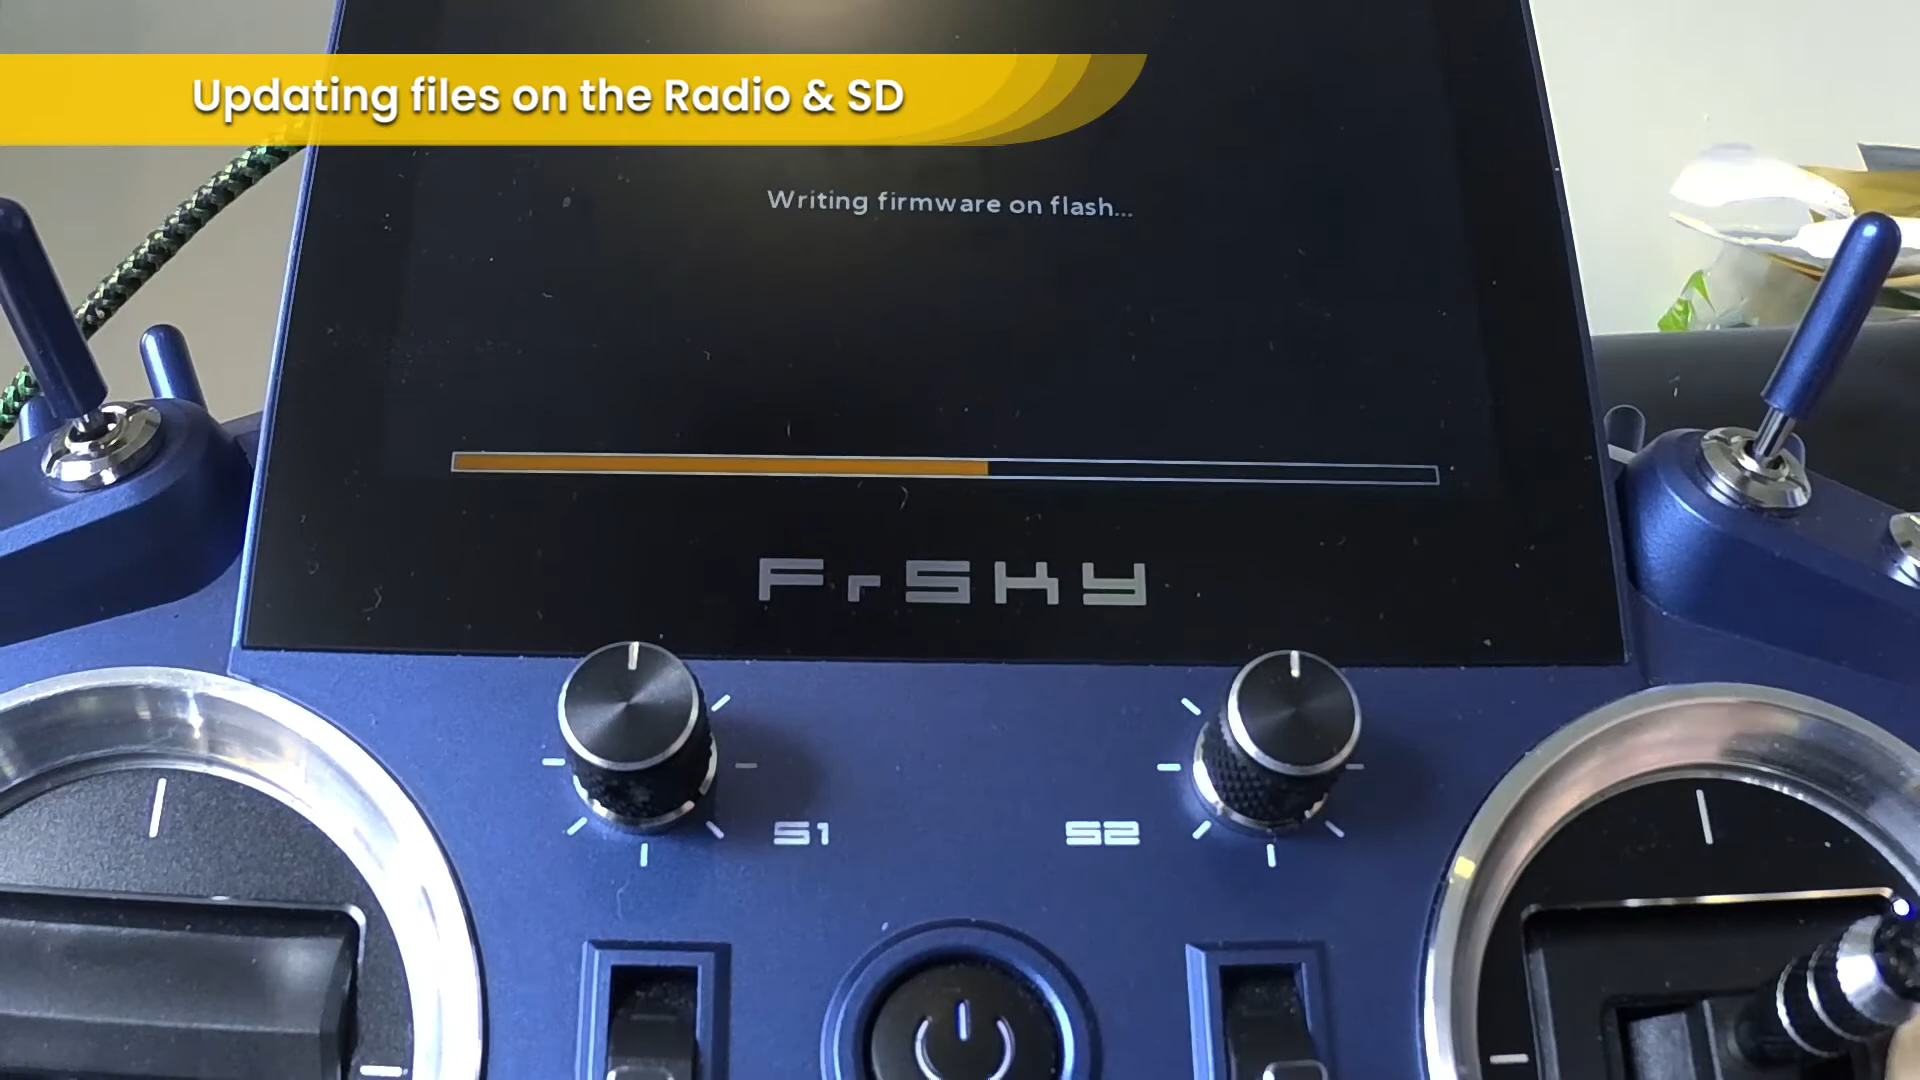 Updating files on the Radio & SD
Writing firmware on flash...
FrSKY
S1
S2